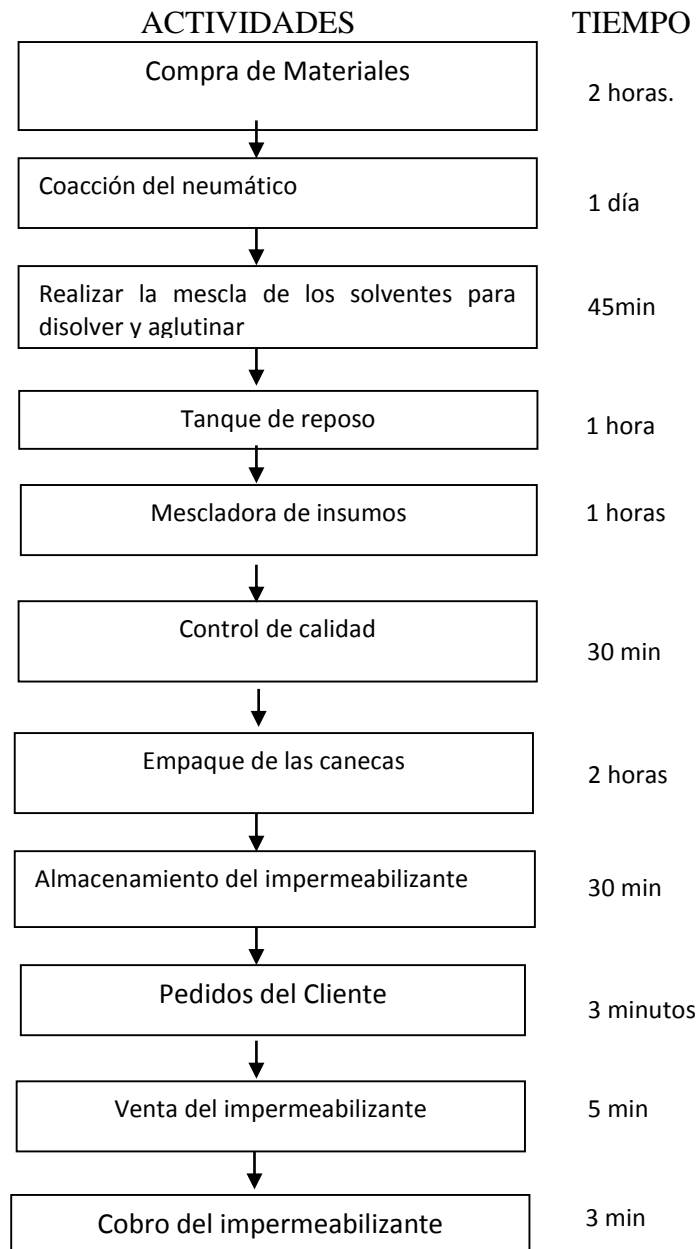 ACTIVIDADES TIEMPO
Compra de Materiales
2 horas.
Coacción del neumático
1 día
Realizar la mescla de los solventes para
disolver y aglutinar
45min
Tanque de reposo
1 hora
Mescladora de insumos
1 horas
Control de calidad
30 min
Empaque de las canecas
2 horas
Almacenamiento del impermeabilizante
30 min
Pedidos del Cliente
3 minutos
Venta del impermeabilizante
5 min
Cobro del impermeabilizante
3 min